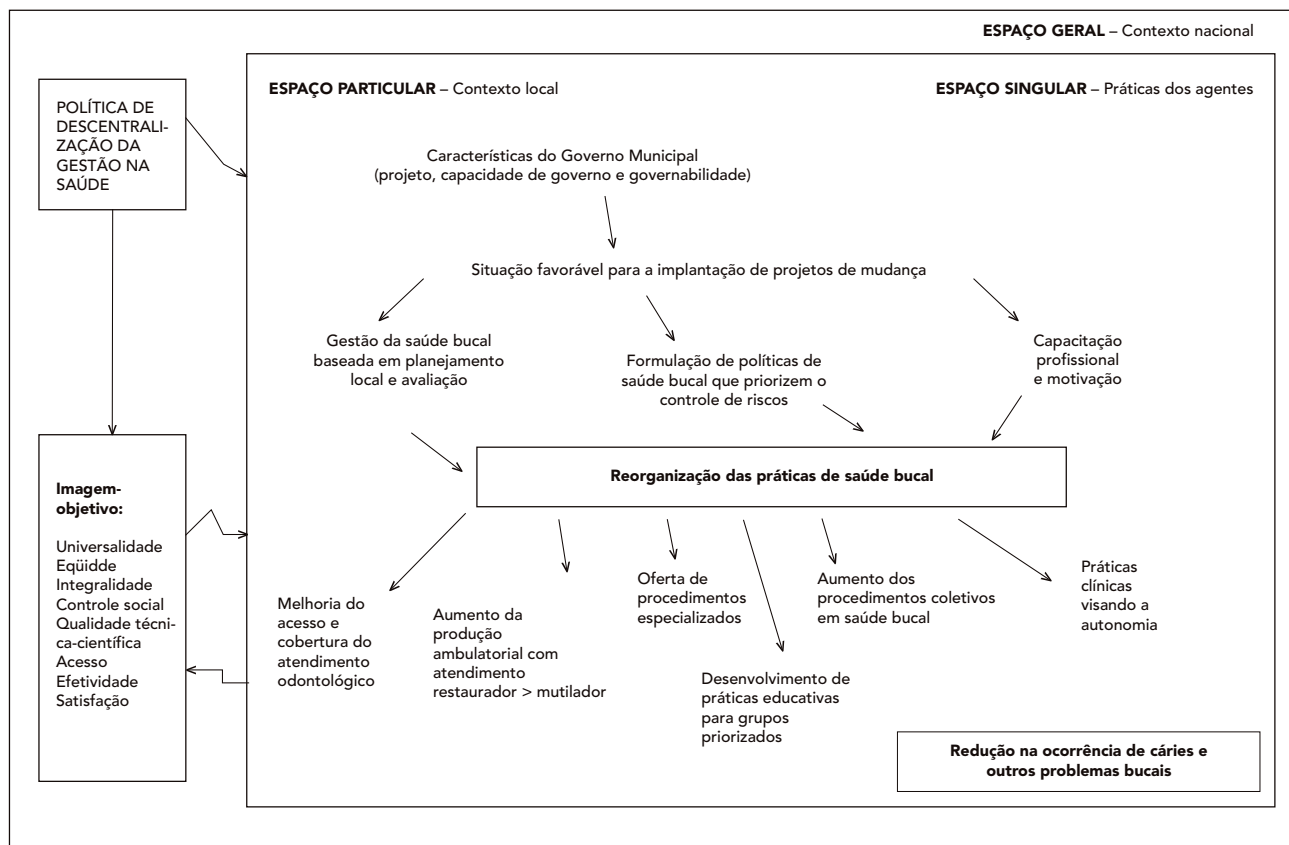 ESPAÇO GERAL – Contexto nacional
ESPAÇO PARTICULAR – Contexto local
ESPAÇO SINGULAR – Práticas dos agentes
POLÍTICA DE
DESCENTRALI-
ZAÇÃO DA
GESTÃO NA
SAÚDE
Características do Governo Municipal
(projeto, capacidade de governo e governabilidade)
Situação favorável para a implantação de projetos de mudança
Gestão da saúde bucal
baseada em planejamento
local e avaliação
Formulação de políticas de
saúde bucal que priorizem o
controle de riscos
Capacitação
profissional
e motivação
Reorganização das práticas de saúde bucal
Imagem-
objetivo:
Universalidade
Eqüidde
Integralidade
Controle social
Qualidade técni-
ca-científica
Acesso
Efetividade
Satisfação
Melhoria do
acesso e
cobertura do
atendimento
odontológico
Aumento da
produção
ambulatorial com
atendimento
restaurador > mutilador
Oferta de
procedimentos
especializados
Desenvolvimento de
práticas educativas
para grupos
priorizados
Aumento dos
procedimentos coletivos
em saúde bucal
Práticas
clínicas
visando a
autonomia
Redução na ocorrência de cáries e
outros problemas bucais